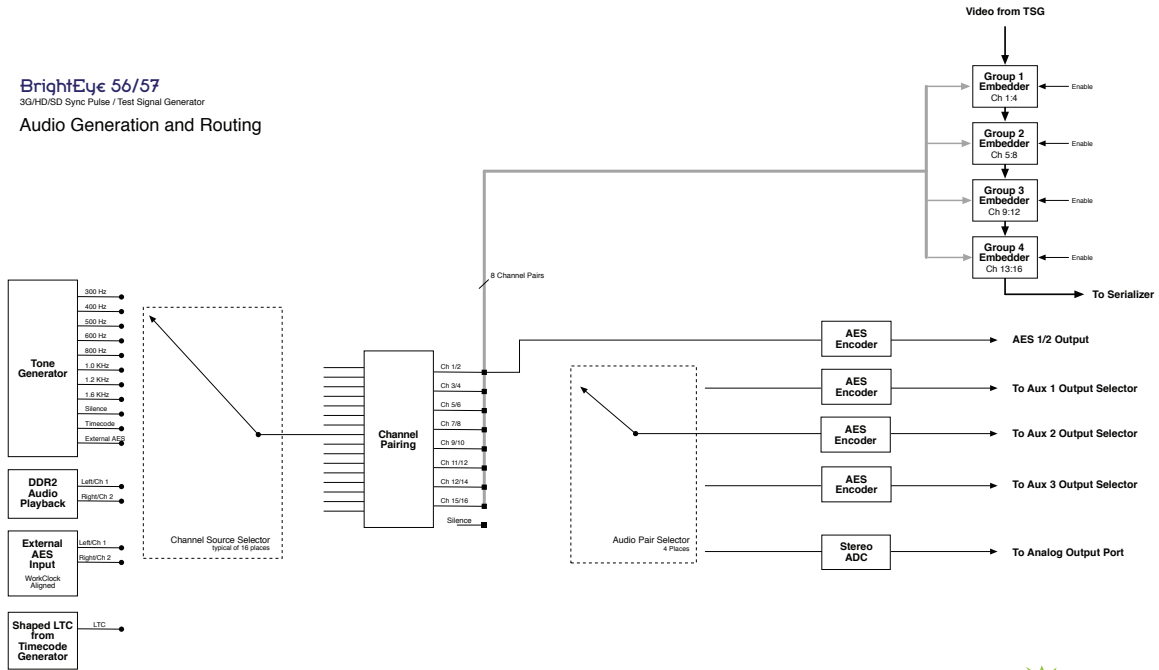 Video from TSG
BrightEye 56/57
3G/HD/SD Sync Pulse / Test Signal Generator
Audio Generation and Routing
Group 1
Embedder
Ch 1:4
Enable
Group 2
Embedder
Ch 5:8
Enable
Group 3
Embedder
Ch 9:12
Enable
Group 4
Embedder
Ch 13:16
Enable
To Serializer
8 Channel Pairs
Tone
Generator
300 Hz
400 Hz
500 Hz
600 Hz
800 Hz
1.0 KHz
1.2 KHz
1.6 KHz
Silence
Timecode
External AES
DDR2
Audio
Playback
Left/Ch 1
Right/Ch 2
External
AES
Input
WorkClock
Aligned
Left/Ch 1
Right/Ch 2
Shaped LTC
from
Timecode
Generator
LTC
Channel Source Selector
typical of 16 places
Channel
Pairing
Ch 1/2
Ch 3/4
Ch 5/6
Ch 7/8
Ch 9/10
Ch 11/12
Ch 12/14
Ch 15/16
Silence
Audio Pair Selector
4 Places
AES
Encoder
AES 1/2 Output
AES
Encoder
To Aux 1 Output Selector
AES
Encoder
To Aux 2 Output Selector
AES
Encoder
To Aux 3 Output Selector
Stereo
ADC
To Analog Output Port